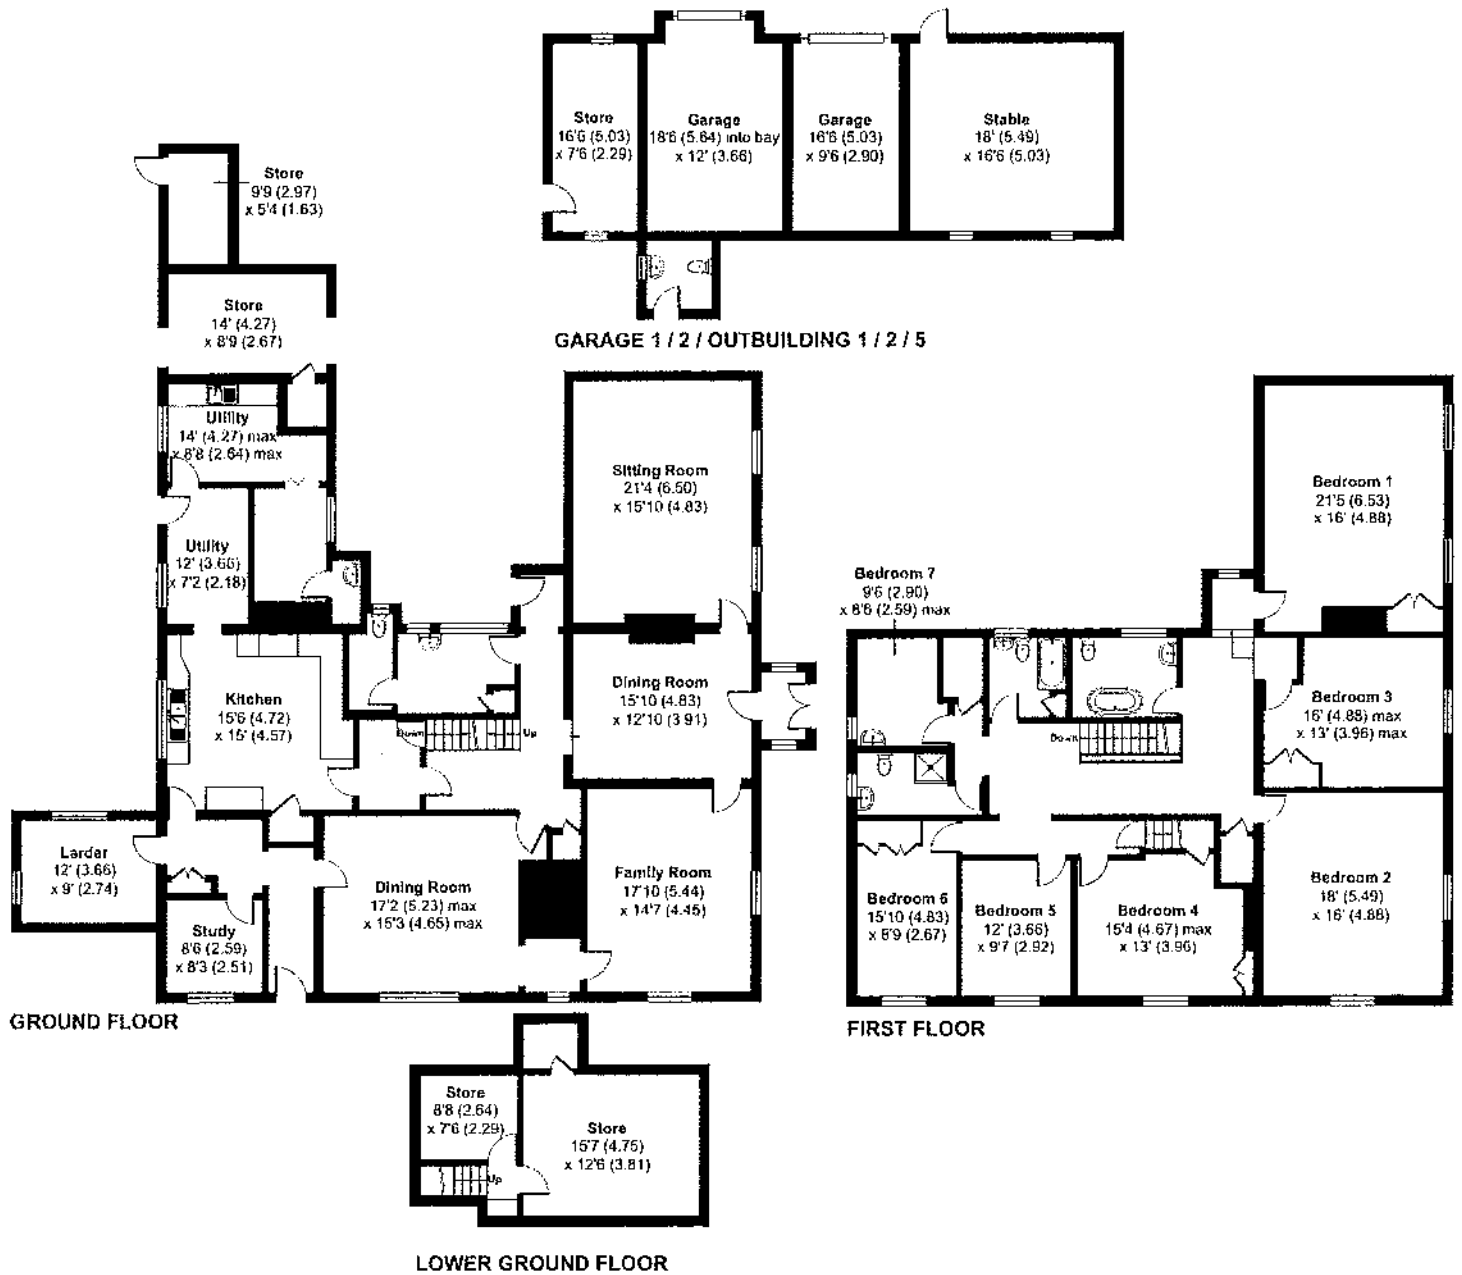 Store
16'6 (5.03)
x 7'6 (2.29)
Garage
18'6 (5.64) into bay
x 12' (3.66)
Garage
16'6 (5.03)
x 9'6 (2.90)
Stable
18' (5.49)
x 16'6 (5.03)
GARAGE 1 / 2 / OUTBUILDING 1 / 2 / 5
Store
9'9 (2.97)
x 5'4 (1.63)
Store
14' (4.27)
x 8'9 (2.67)
Utility
14' (4.27) max
x 8'8 (2.64) max
Utility
12' (3.66)
x 7'2 (2.18)
Sitting Room
21'4 (6.50)
x 15'10 (4.83)
Kitchen
15'6 (4.72)
x 15' (4.57)
Dining Room
15'10 (4.83)
x 12'10 (3.91)
Down
Up
Larder
12' (3.66)
x 9' (2.74)
Study
8'6 (2.59)
x 8'3 (2.51)
Dining Room
17'2 (5.23) max
x 15'3 (4.65) max
Family Room
17'10 (5.44)
x 14'7 (4.45)
GROUND FLOOR
Bedroom 1
21'5 (6.53)
x 16' (4.88)
Bedroom 7
9'6 (2.90)
x 8'6 (2.59) max
Bedroom 3
16' (4.88) max
x 13' (3.96) max
Down
Bedroom 6
15'10 (4.83)
x 8'9 (2.67)
Bedroom 5
12' (3.66)
x 9'7 (2.92)
Bedroom 4
15'4 (4.67) max
x 13' (3.96)
Bedroom 2
18' (5.49)
x 16' (4.88)
FIRST FLOOR
Store
8'8 (2.64)
x 7'6 (2.29)
Up
Store
15'7 (4.75)
x 12'6 (3.81)
LOWER GROUND FLOOR